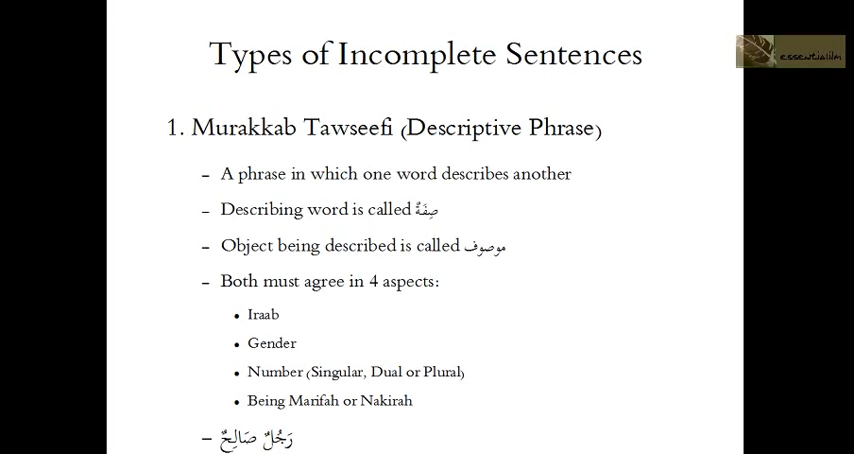 Types of Incomplete Sentences
essentialilm
1. Murakkab Tawseefi (Descriptive Phrase)
– A phrase in which one word describes another
– Describing word is called صِفَةٌ
– Object being described is called موصوف
– Both must agree in 4 aspects:
• Iraab
• Gender
• Number (Singular, Dual or Plural)
• Being Marifah or Nakirah
– رَجُلٌ صَالِحٌ